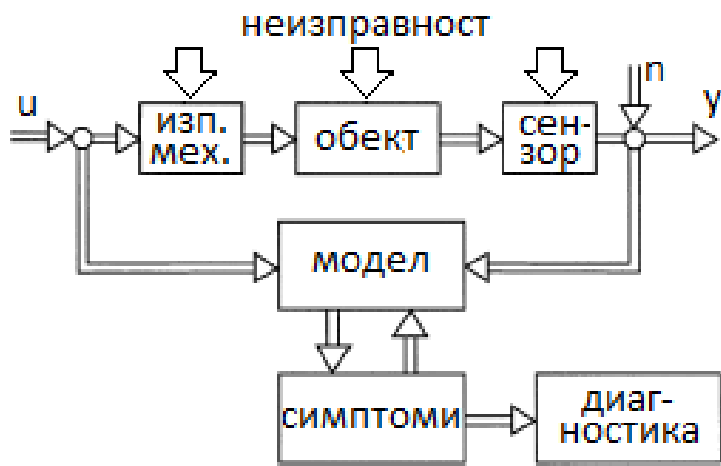 неизправност
u
изп.
мех.
обект
сен-
зор
n
y
модел
симптоми
диаг-
ностика